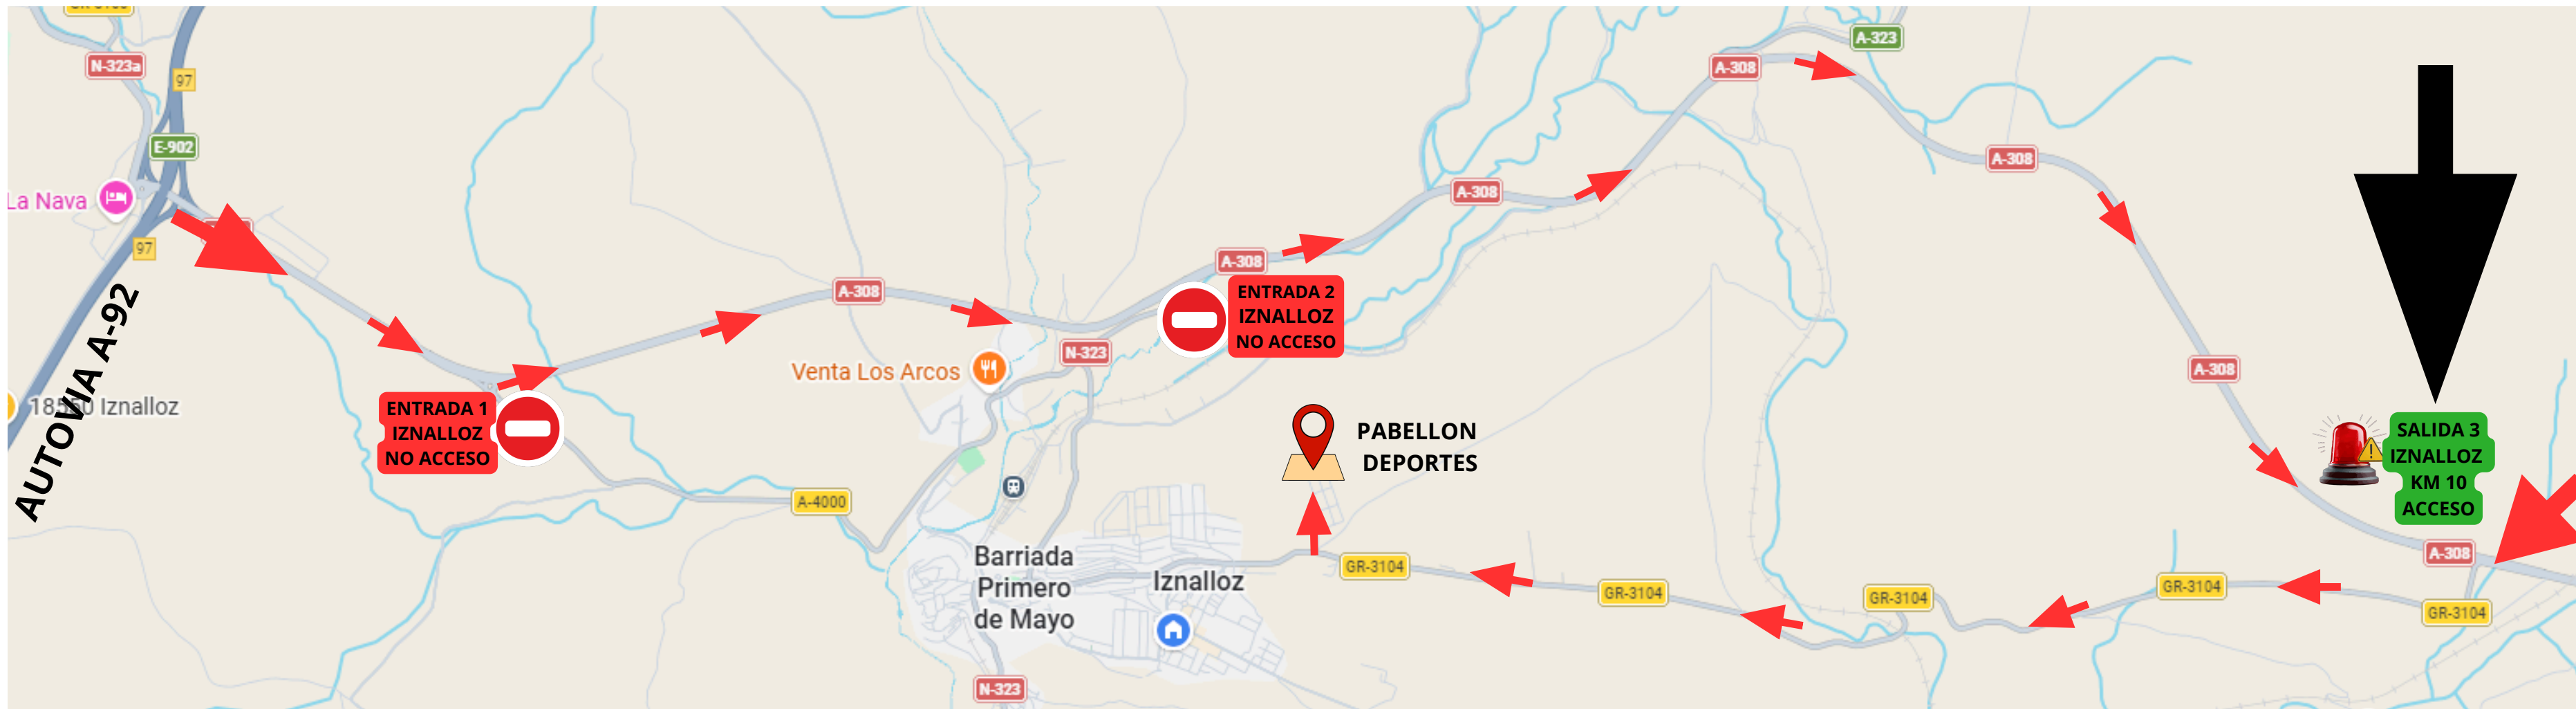 N-323a
97
E-902
La Nava
97
AUTOVIA A-92
18550 Iznalloz
ENTRADA 1
IZNALLOZ
NO ACCESO
A-4000
A-308
Venta Los Arcos
N-323
A-308
ENTRADA 2
IZNALLOZ
NO ACCESO
A-308
A-308
A-323
A-308
A-308
PABELLON
DEPORTES
Barriada
Primero
de Mayo
Iznalloz
N-323
GR-3104
GR-3104
GR-3104
GR-3104
GR-3104
A-308
SALIDA 3
IZNALLOZ
KM 10
ACCESO